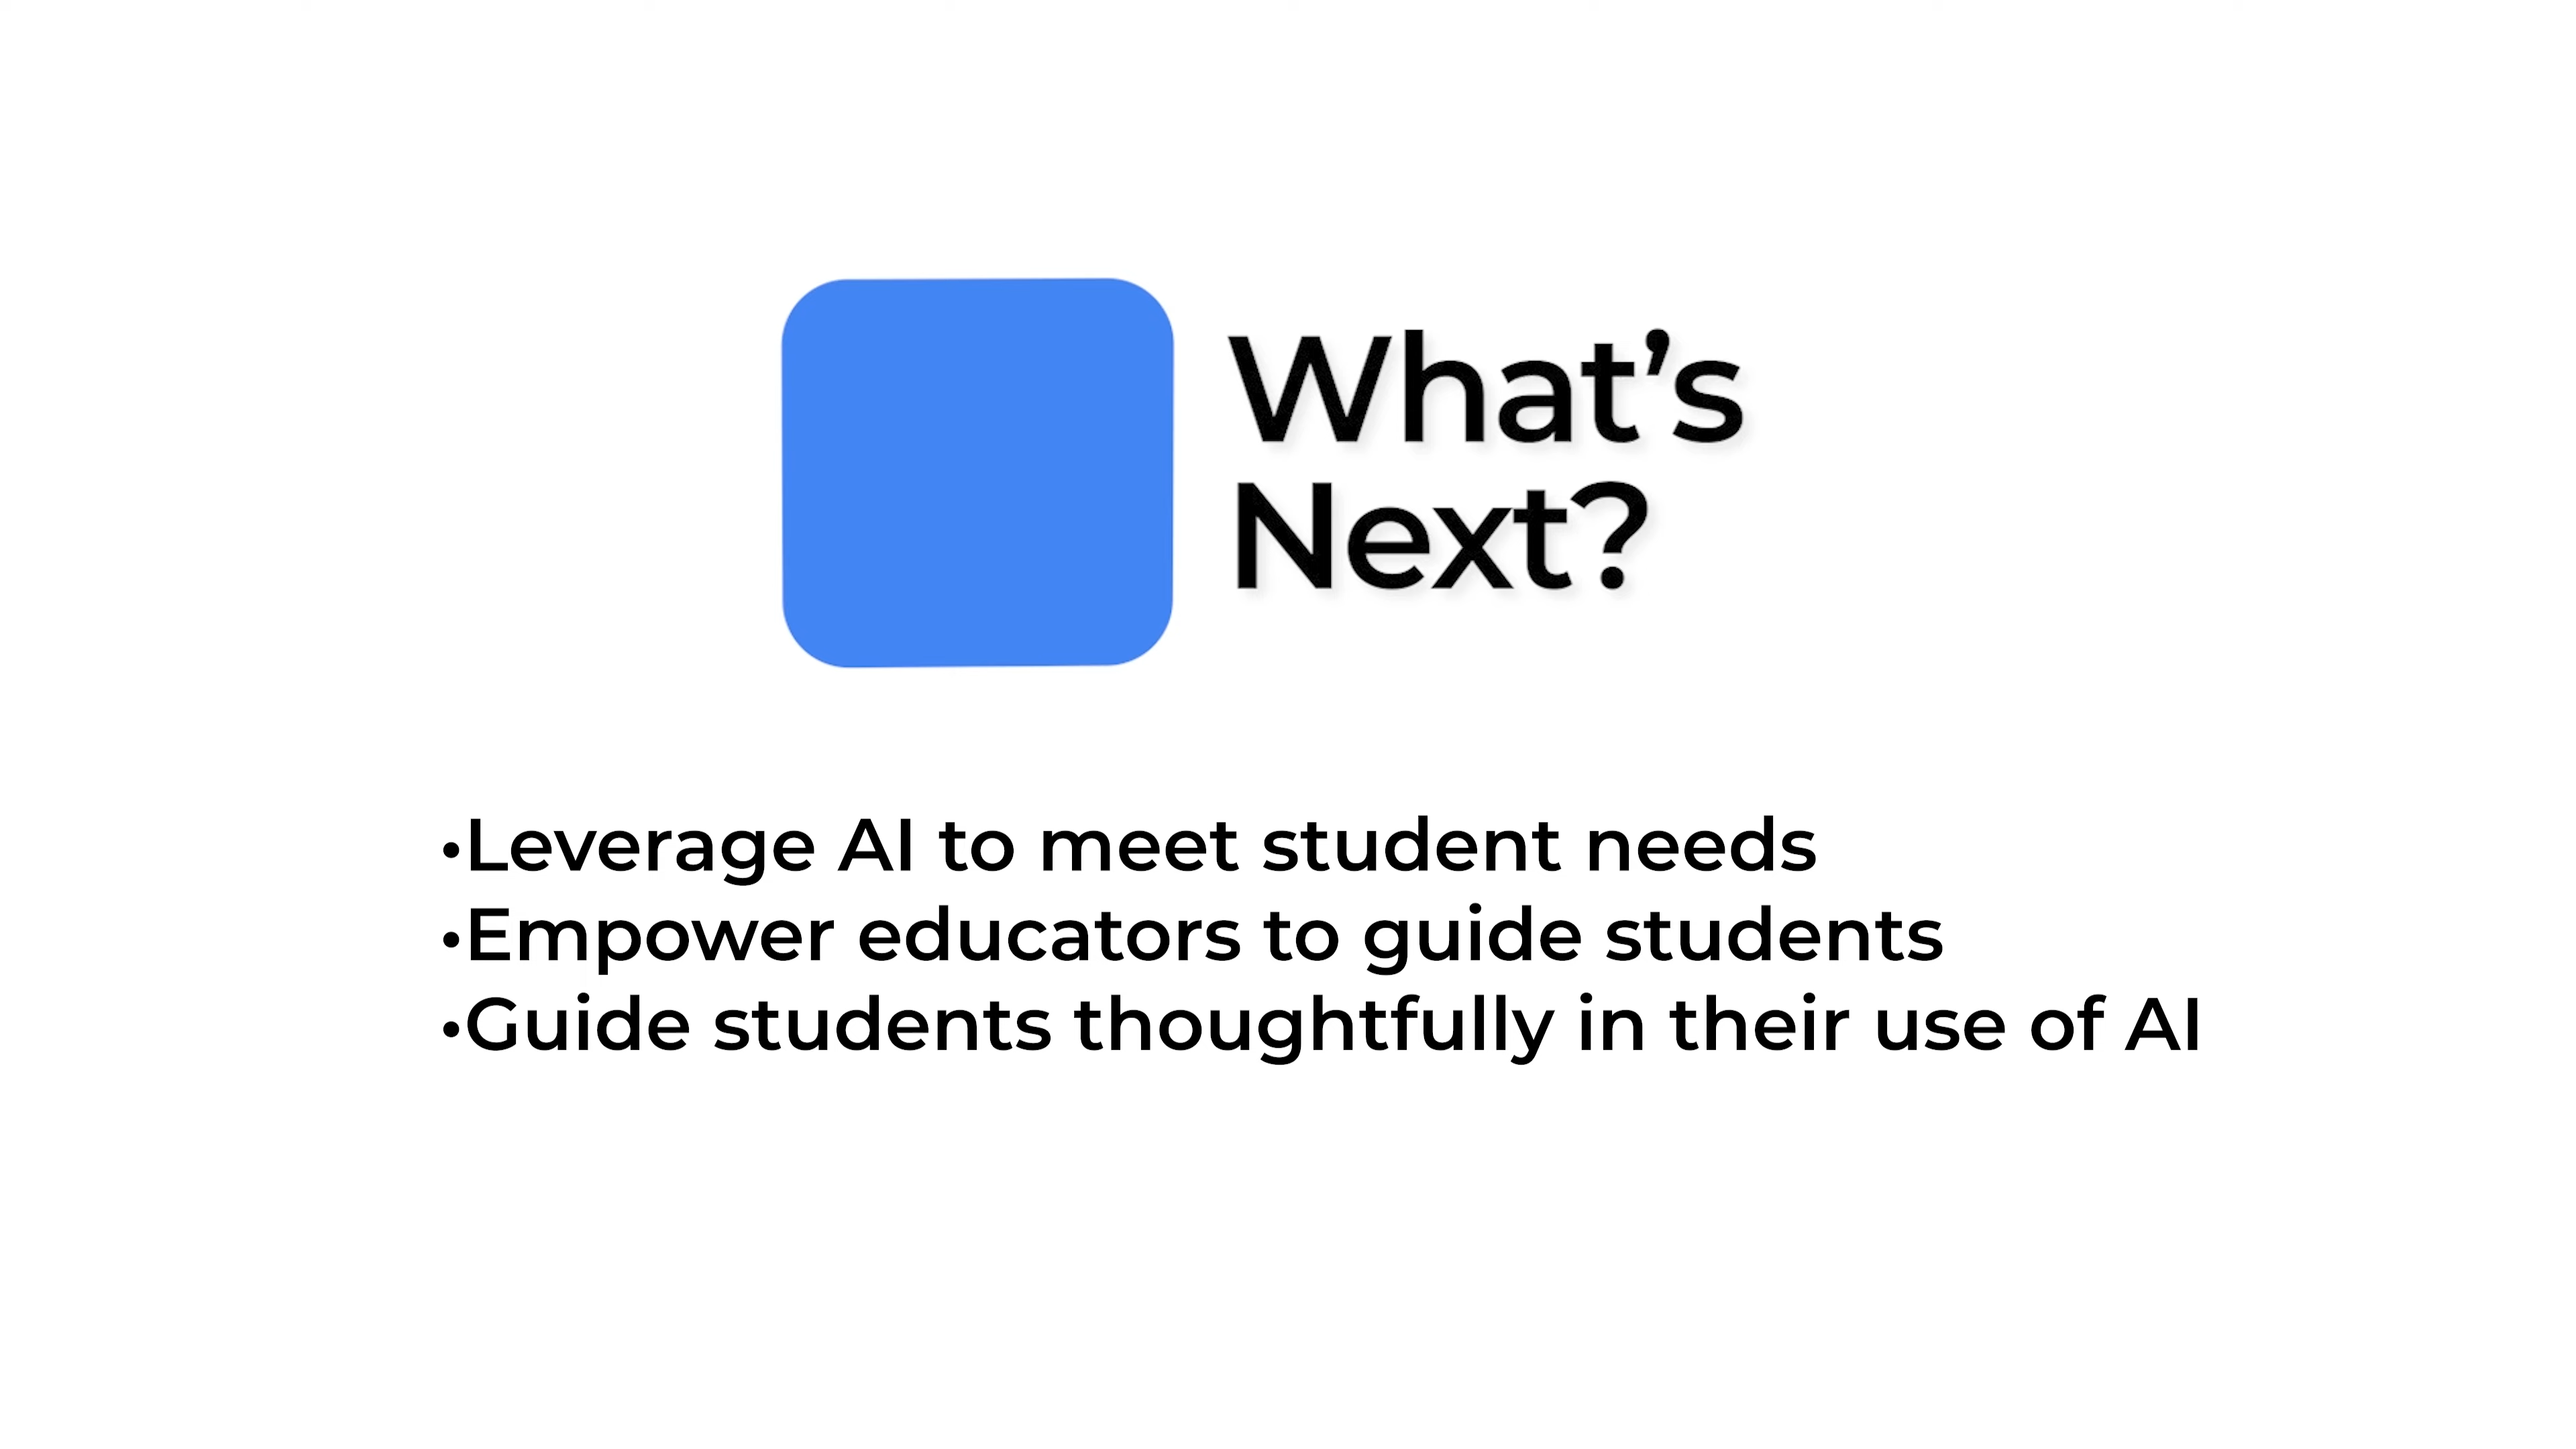 What’s
Next?
•Leverage AI to meet student needs
•Empower educators to guide students
•Guide students thoughtfully in their use of AI